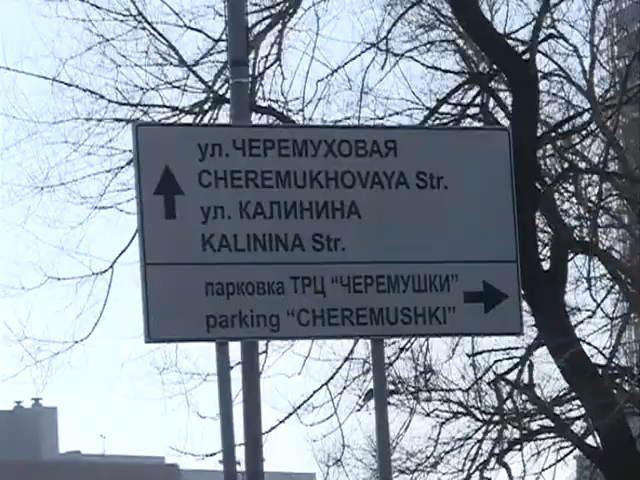 ул. ЧЕРЕМУХОВАЯ
CHEREMUKHOVAYA Str.
ул. КАЛИНИНА
KALININA Str.
парковка ТРЦ "ЧЕРЕМУШКИ"
parking "CHEREMUSHKI"